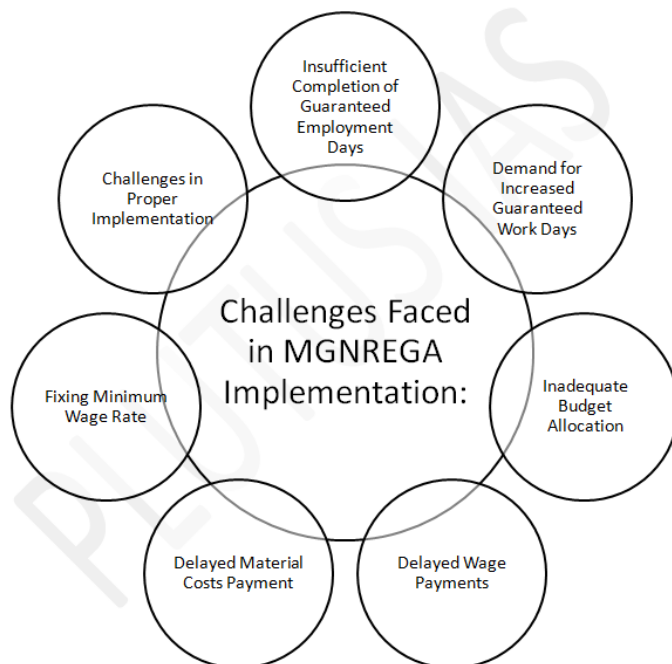 Insufficient
Completion of
Guaranteed
Employment
Days
Demand for
Increased
Guaranteed
Work Days
Inadequate
Budget
Allocation
Delayed Wage
Payments
Delayed Material
Costs Payment
Fixing Minimum
Wage Rate
Challenges in
Proper
Implementation
Challenges Faced
in MGNREGA
Implementation:
PLUTUS IAS